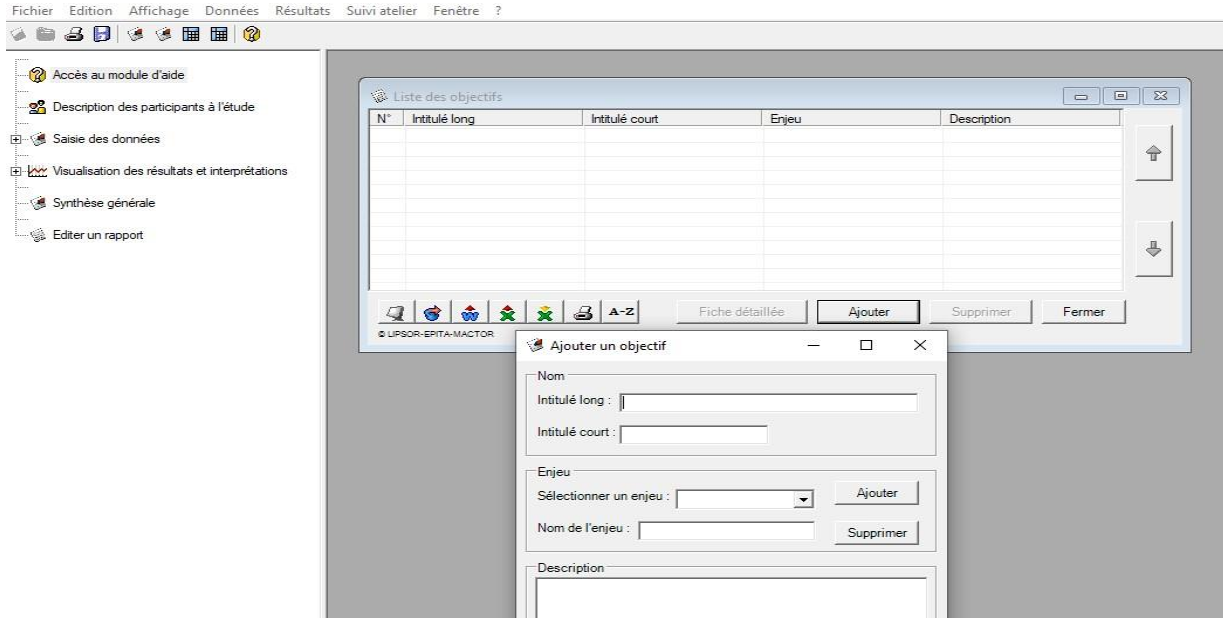 Fichier Edition Affichage Données Résultats Suivi atelier Fenêtre ?
Accès au module d'aide
Description des participants à l'étude
Saisie des données
Visualisation des résultats et interprétations
Synthèse générale
Editer un rapport
Liste des objectifs
N° Intitulé long Intitulé court Enjeu Description
A-Z Fiche détaillée Ajouter Supprimer Fermer
© LIPSOR-EPITA-MACTOR
Ajouter un objectif
Nom
Intitulé long :
Intitulé court :
Enjeu
Sélectionner un enjeu : Ajouter
Nom de l'enjeu : Supprimer
Description